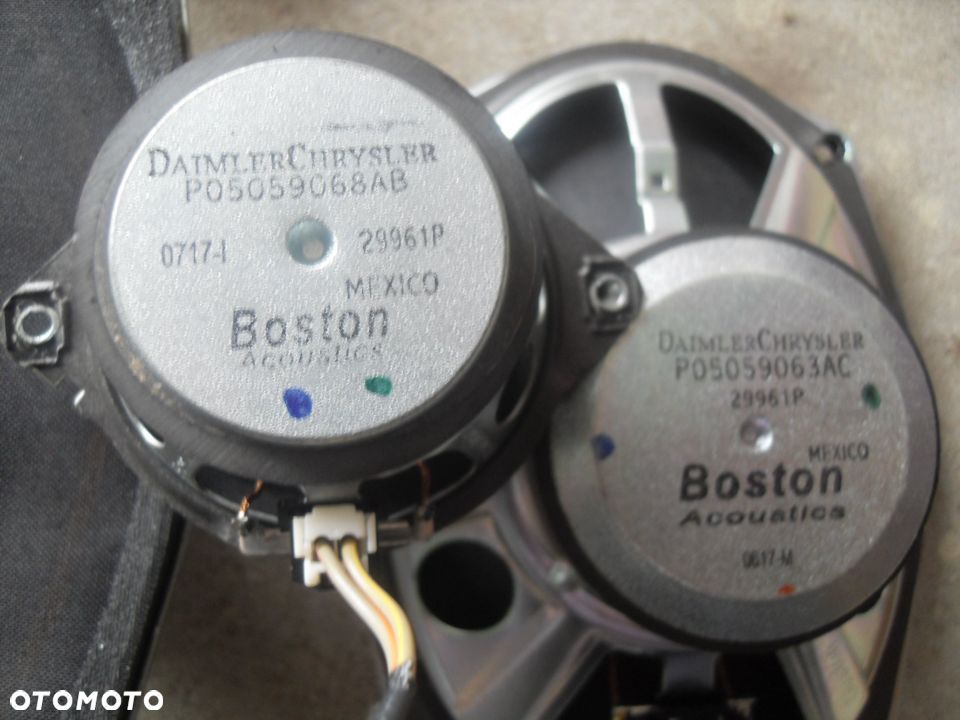 DAIMLERCHRYSLER
P05059068AB
0717-I 29961P
MEXICO
Boston
Acoustics
DAIMLERCHRYSLER
P05059063AC
29961P
MEXICO
Boston
Acoustics
0617-M
OTOMOTO